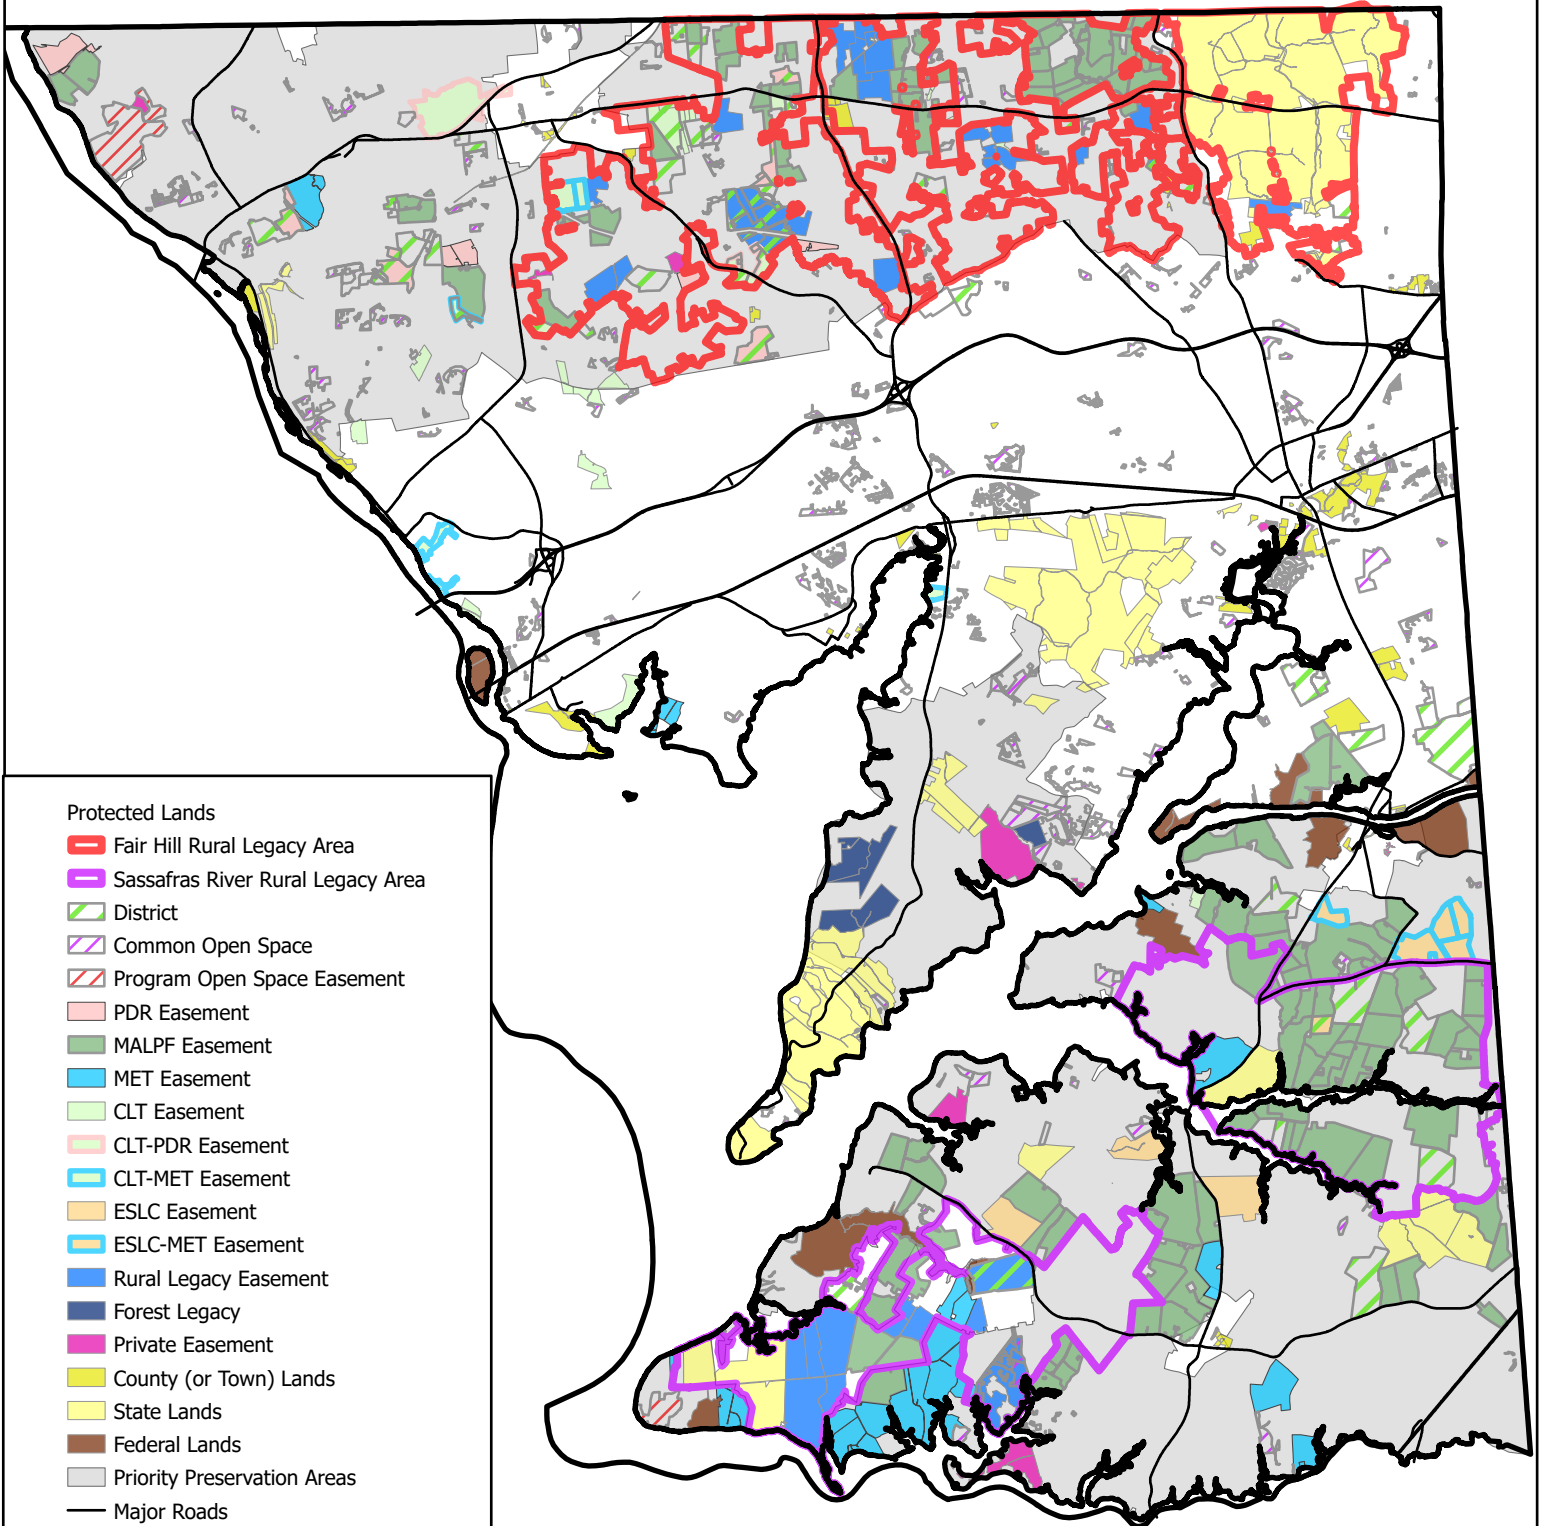 Protected Lands
Fair Hill Rural Legacy Area
Sassafras River Rural Legacy Area
District
Common Open Space
Program Open Space Easement
PDR Easement
MALPF Easement
MET Easement
CLT Easement
CLT-PDR Easement
CLT-MET Easement
ESLC Easement
ESLC-MET Easement
Rural Legacy Easement
Forest Legacy
Private Easement
County (or Town) Lands
State Lands
Federal Lands
Priority Preservation Areas
Major Roads